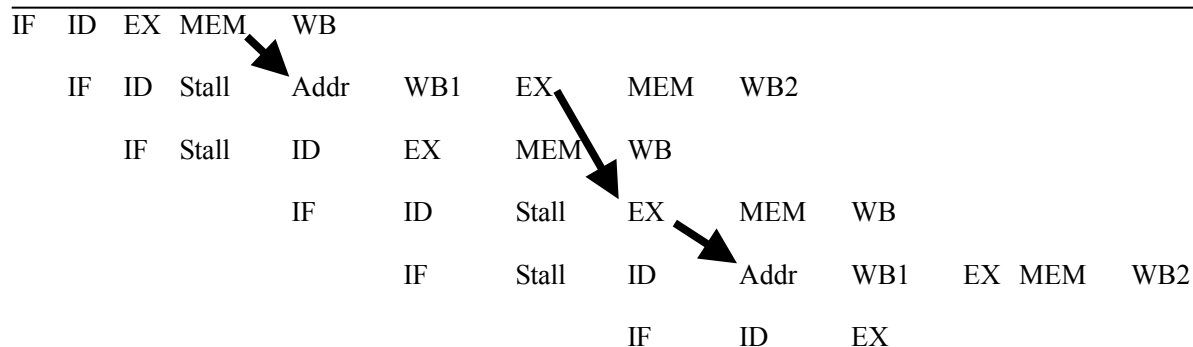 IF ID EX MEM WB
IF ID Stall Addr WB1 EX MEM WB2
IF Stall ID EX MEM WB
IF ID Stall EX MEM WB
IF Stall ID Addr WB1 EX MEM WB2
IF ID EX